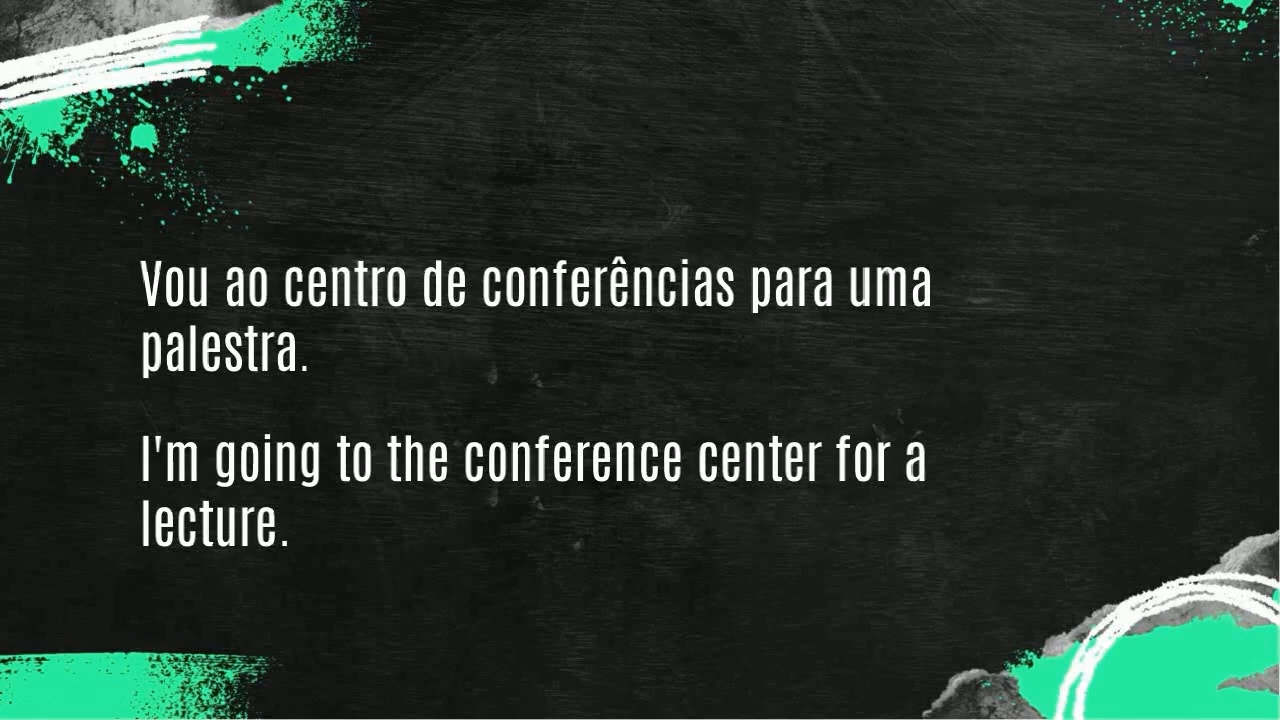 Vou ao centro de conferências para uma
palestra.
I'm going to the conference center for a
lecture.